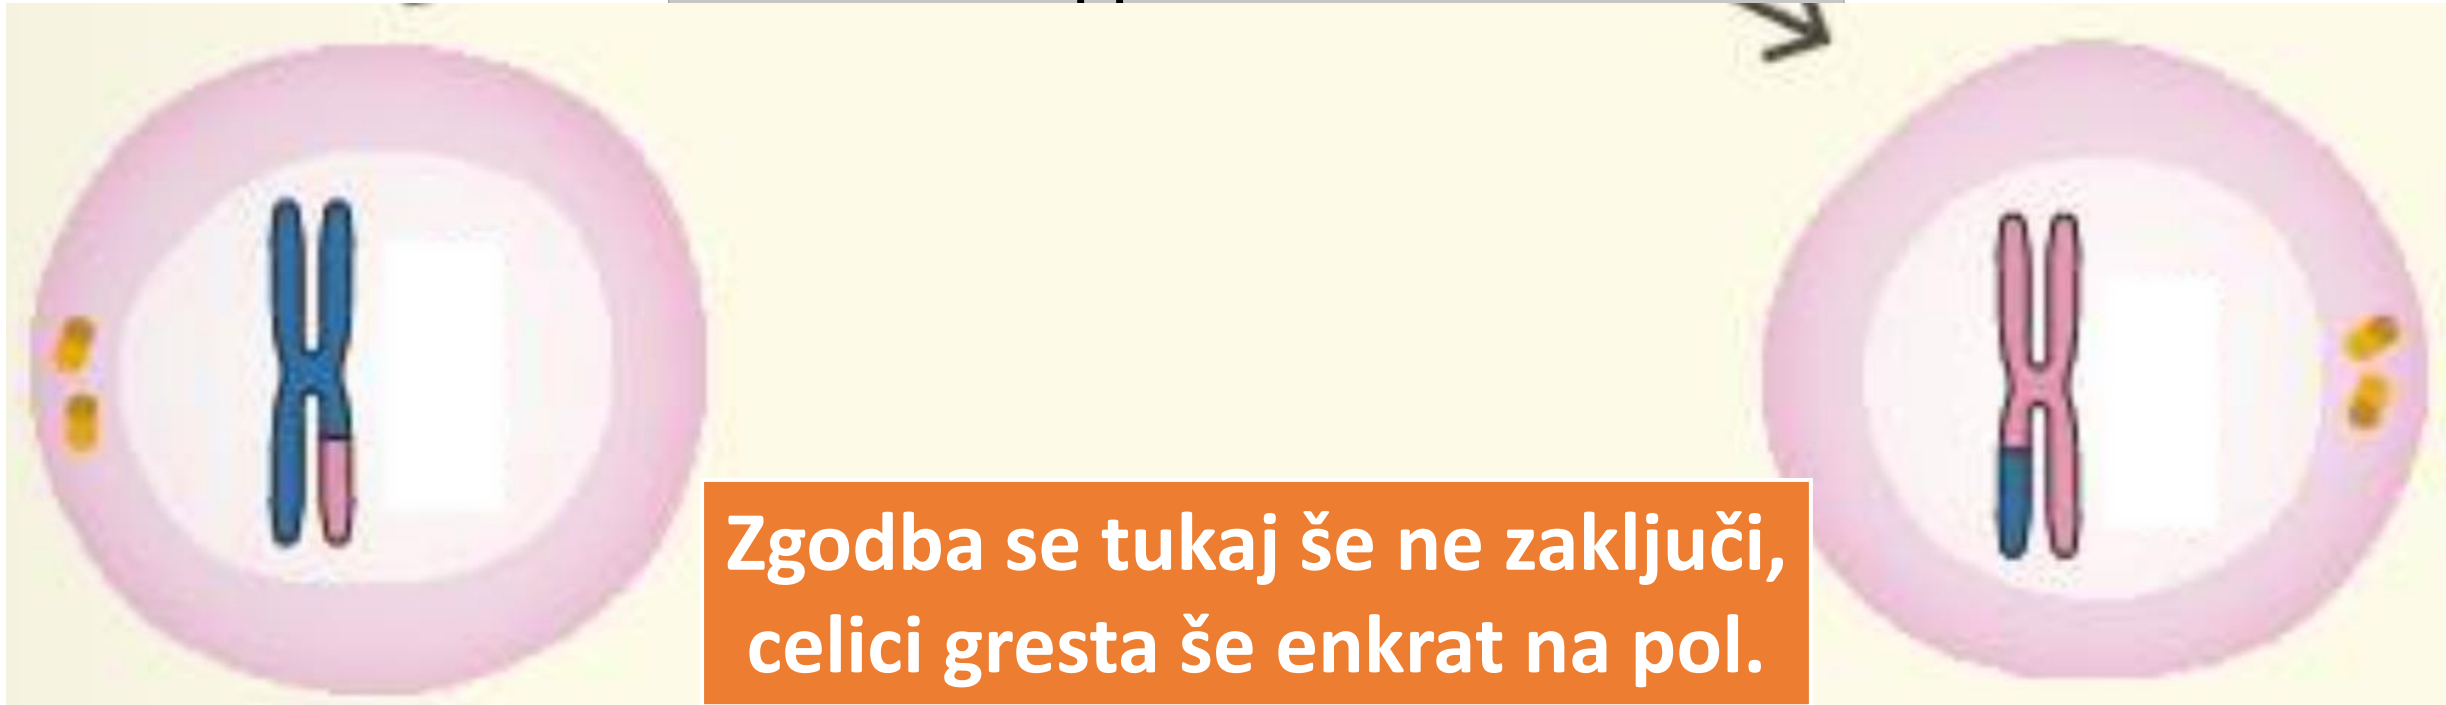 Zgodba se tukaj še ne zaključi,
celici gresta še enkrat na pol.